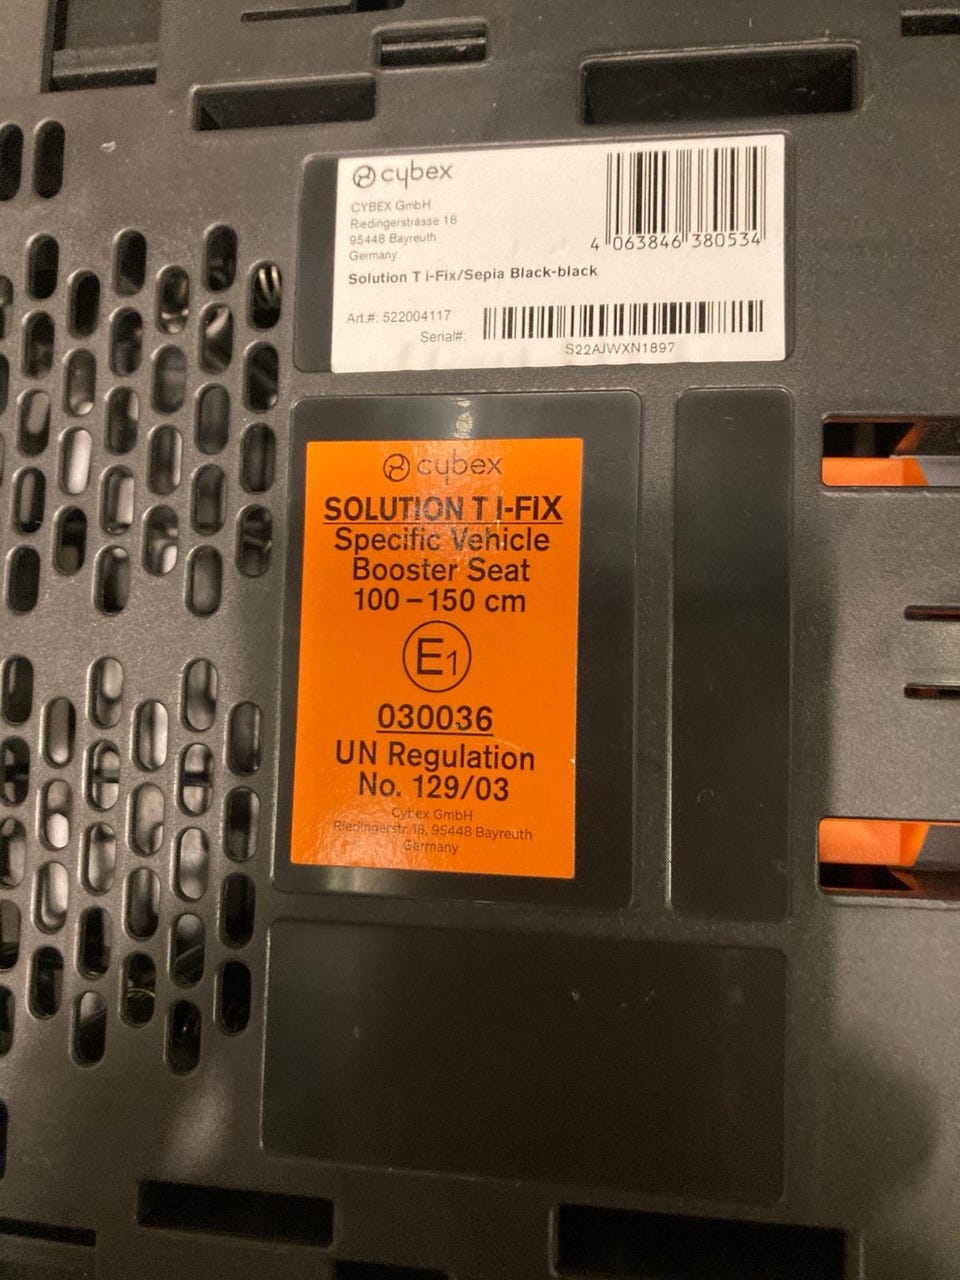 cybex
CYBEX GmbH
Riedingerstrasse 18
95448 Bayreuth
Germany
4 063846 380534
Solution T i-Fix/Sepia Black-black
Art.#: 522004117
Serial#:
S22AJWXN1897
cybex
SOLUTION T I-FIX
Specific Vehicle
Booster Seat
100 – 150 cm
E1
030036
UN Regulation
No. 129/03
Cybex GmbH
Riedingerstr. 18, 95448 Bayreuth
Germany